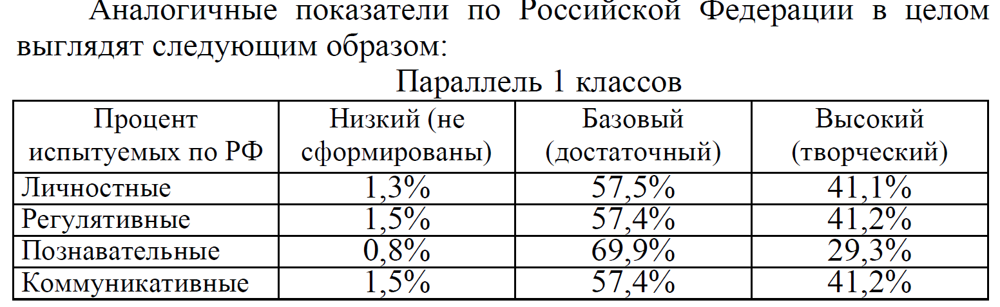 Аналогичные показатели по Российской Федерации в целом
выглядят следующим образом:
Параллель 1 классов
Процент испытуемых по РФ Низкий (не сформированы) Базовый (достаточный) Высокий (творческий)
Личностные 1,3% 57,5% 41,1%
Регулятивные 1,5% 57,4% 41,2%
Познавательные 0,8% 69,9% 29,3%
Коммуникативные 1,5% 57,4% 41,2%